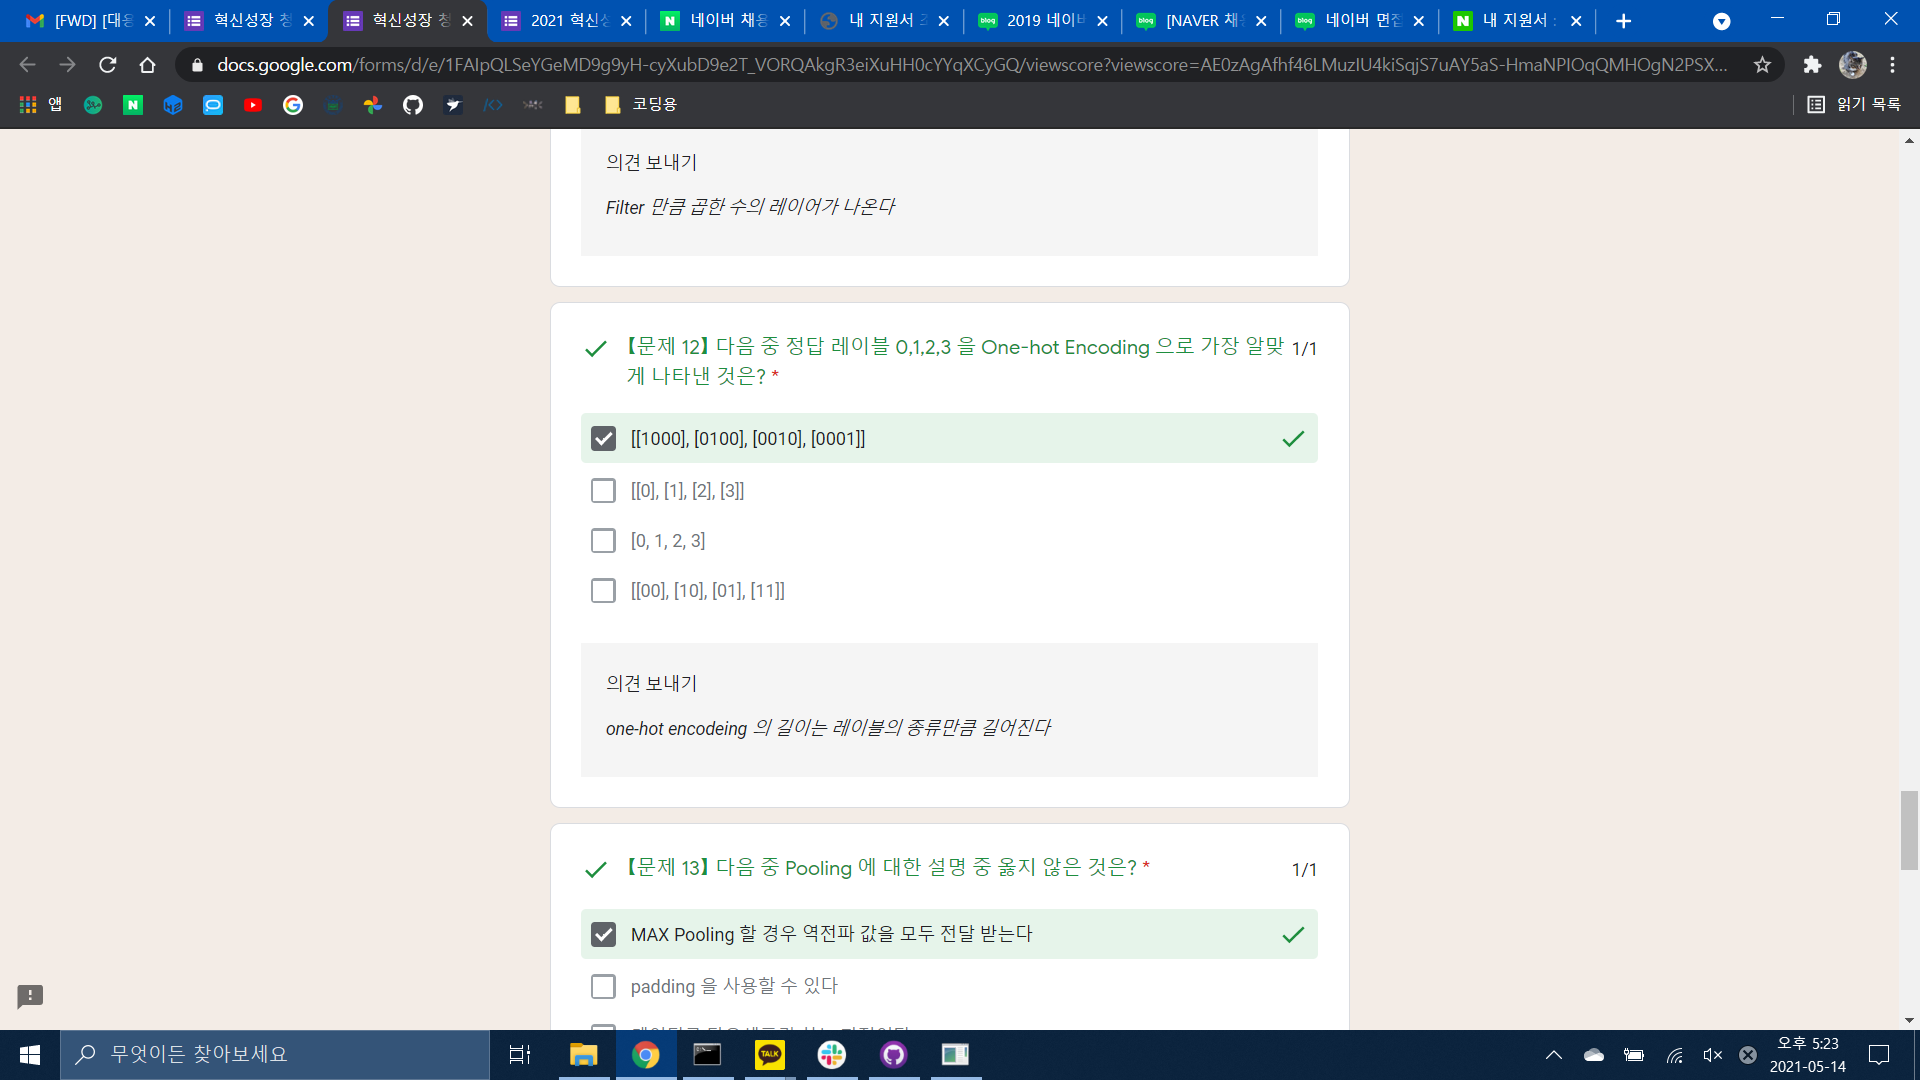 [FWD] [대웅
혁신성장 청
혁신성장 청
2021 혁신성
네이버 채용
내 지원서 조
2019 네이버
[NAVER 채용
네이버 면접
내 지원서 :
docs.google.com/forms/d/e/1FAIpQLSeYGeMD9g9yH-cyXubD9e2T_VORQAkgR3eiXuHH0cYYqXCyGQ/viewscore?viewscore=AE0zAgAfhf46LMuzIU4kiSqjS7uAY5aS-HmaNPIOqQMHOgN2PSX...
앱
코딩용
읽기 목록
의견 보내기
Filter 만큼 곱한 수의 레이어가 나온다
【문제 12】 다음 중 정답 레이블 0,1,2,3 을 One-hot Encoding 으로 가장 알맞 1/1
게 나타낸 것은? *
[[1000], [0100], [0010], [0001]]
[[0], [1], [2], [3]]
[0, 1, 2, 3]
[[00], [10], [01], [11]]
의견 보내기
one-hot encodeing 의 길이는 레이블의 종류만큼 길어진다
【문제 13】 다음 중 Pooling 에 대한 설명 중 옳지 않은 것은? * 1/1
MAX Pooling 할 경우 역전파 값을 모두 전달 받는다
padding 을 사용할 수 있다
무엇이든 찾아보세요
TALK
오후 5:23
2021-05-14